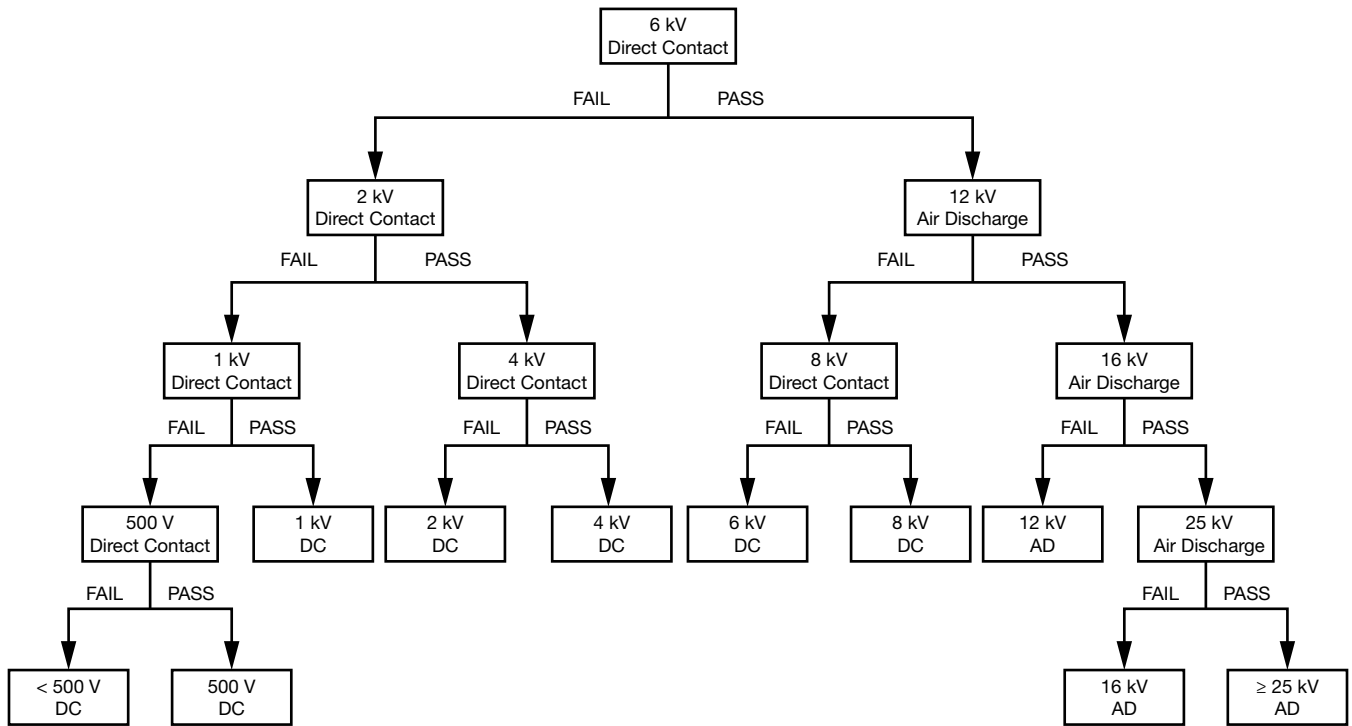 6 kV
Direct Contact
FAIL
PASS
2 kV
Direct Contact
12 kV
Air Discharge
FAIL
PASS
FAIL
PASS
1 kV
Direct Contact
4 kV
Direct Contact
8 kV
Direct Contact
16 kV
Air Discharge
FAIL
PASS
FAIL
PASS
FAIL
PASS
FAIL
PASS
500 V
Direct Contact
1 kV
DC
2 kV
DC
4 kV
DC
6 kV
DC
8 kV
DC
12 kV
AD
25 kV
Air Discharge
FAIL
PASS
FAIL
PASS
< 500 V
DC
500 V
DC
16 kV
AD
≥ 25 kV
AD